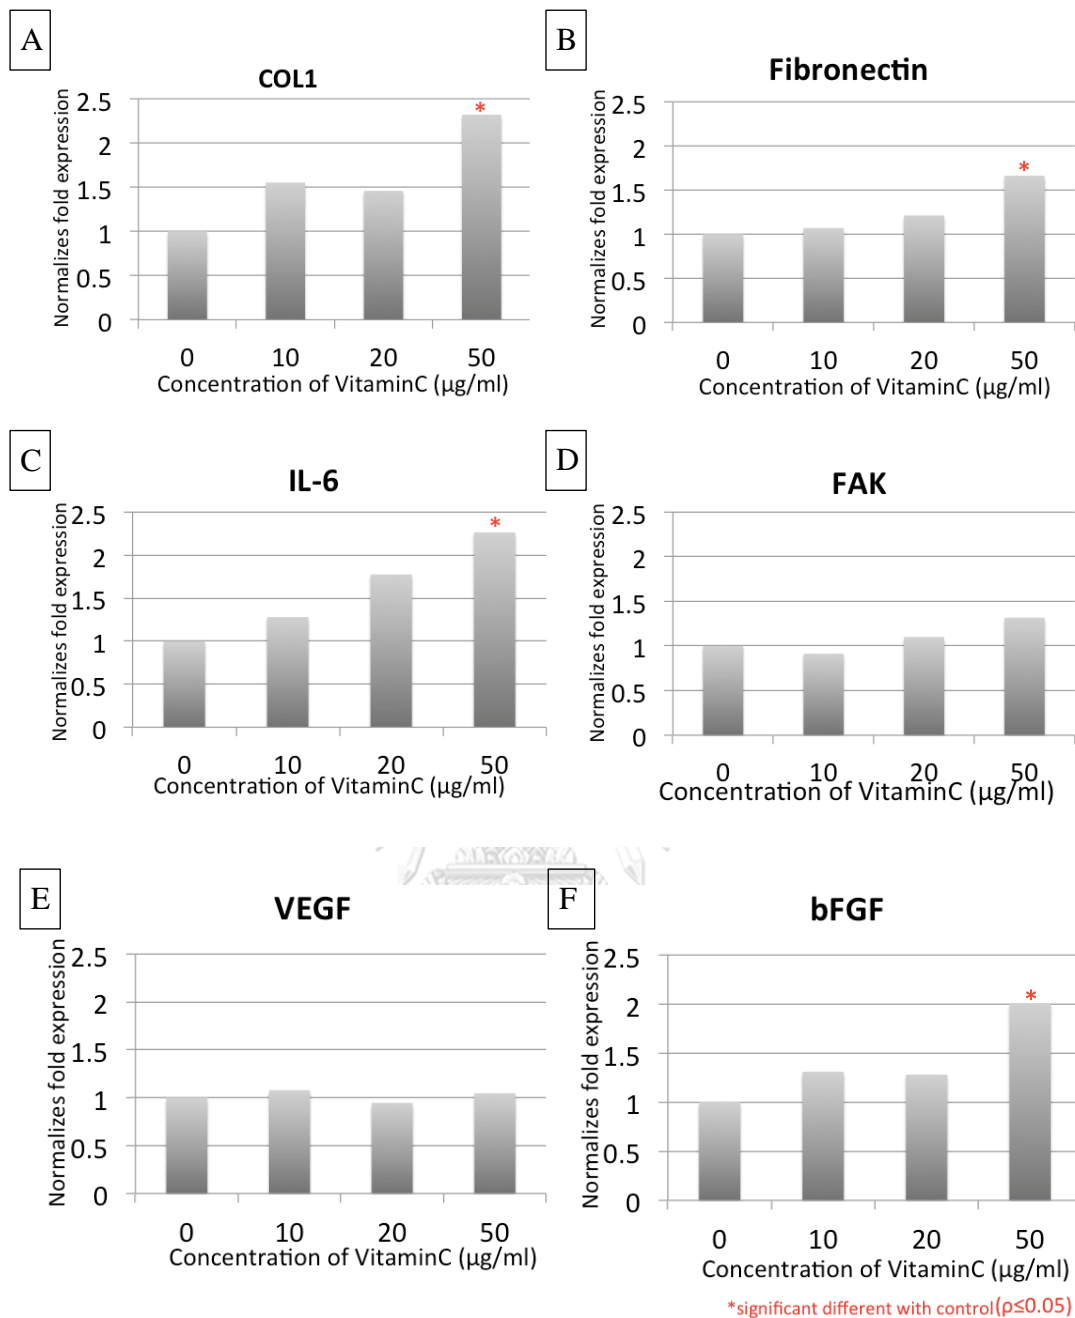 A
COL1
Normalizes fold expression
2.5
2
1.5
1
0.5
0
*
0 10 20 50
Concentration of VitaminC (µg/ml)
B
Fibronectin
Normalizes fold expression
2.5
2
1.5
1
0.5
0
*
0 10 20 50
Concentration of VitaminC (µg/ml)
C
IL-6
Normalizes fold expression
2.5
2
1.5
1
0.5
0
*
0 10 20 50
Concentration of VitaminC (µg/ml)
D
FAK
Normalizes fold expression
2.5
2
1.5
1
0.5
0
0 10 20 50
Concentration of VitaminC (µg/ml)
E
VEGF
Normalizes fold expression
2.5
2
1.5
1
0.5
0
0 10 20 50
Concentration of VitaminC (µg/ml)
F
bFGF
Normalizes fold expression
2.5
2
1.5
1
0.5
0
*
0 10 20 50
Concentration of VitaminC (µg/ml)
*significant different with control(ρ≤0.05)